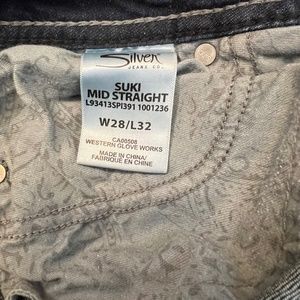 Silver
JEANS CO.
SUKI
MID STRAIGHT
L93413SPI391 1001236
W28/L32
CA00508
WESTERN GLOVE WORKS
MADE IN CHINA/
FABRIQUÉ EN CHINE